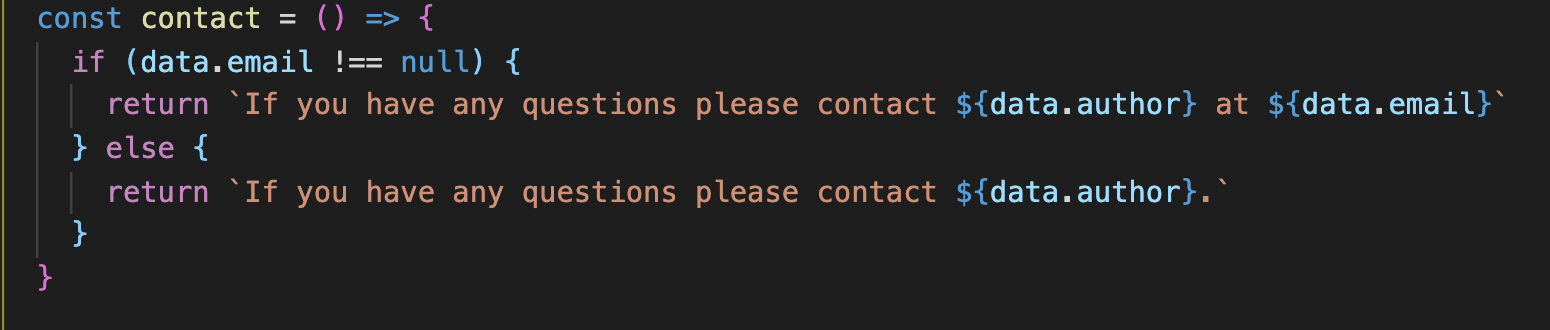 const contact = () => {
  if (data.email !== null) {
    return `If you have any questions please contact ${data.author} at ${data.email}`
  } else {
    return `If you have any questions please contact ${data.author}.`
  }
}